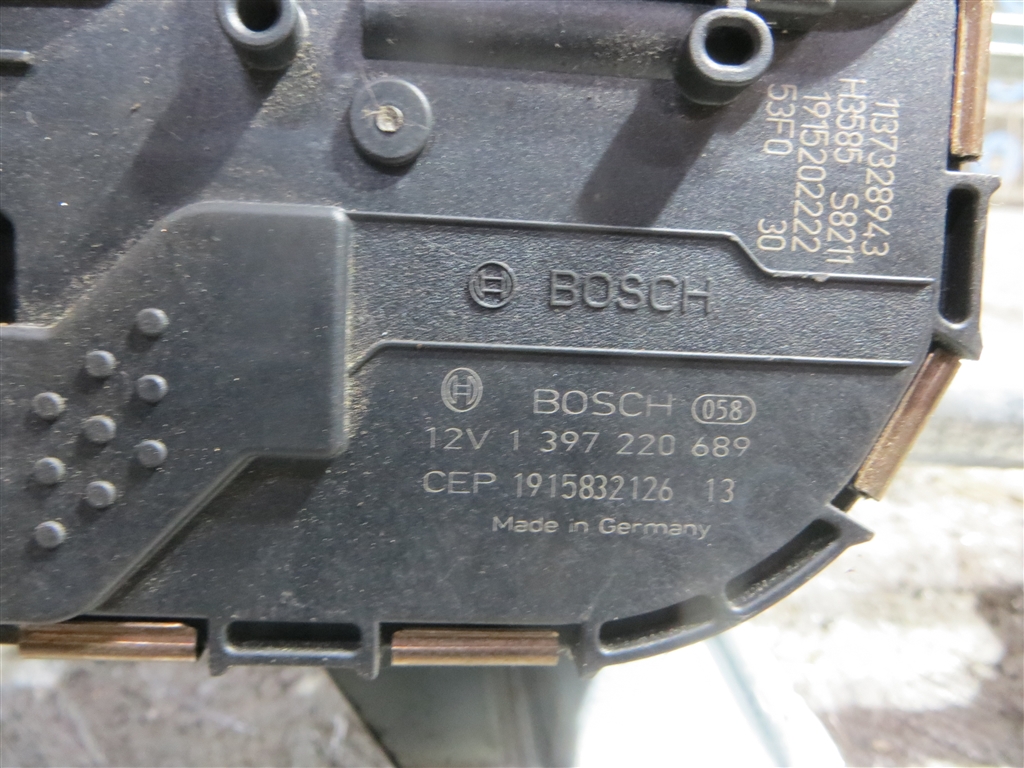 1137328943
H3585 S8211
1915202222
53F0 30
BOSCH
BOSCH 058
12V 1 397 220 689
CEP 1915832126 13
Made in Germany